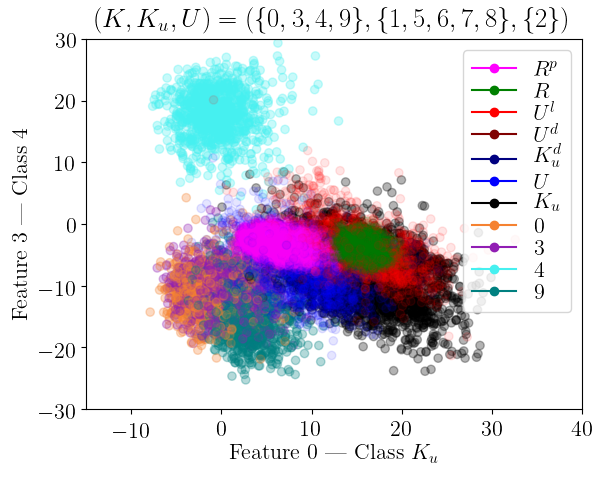 (K, K_u, U) = ({0, 3, 4, 9}, {1, 5, 6, 7, 8}, {2})
Feature 3 — Class 4
30
20
10
0
−10
−20
−30
R^p
R
U^l
U^d
K_u^d
U
K_u
0
3
4
9
−10 0 10 20 30 40
Feature 0 — Class K_u